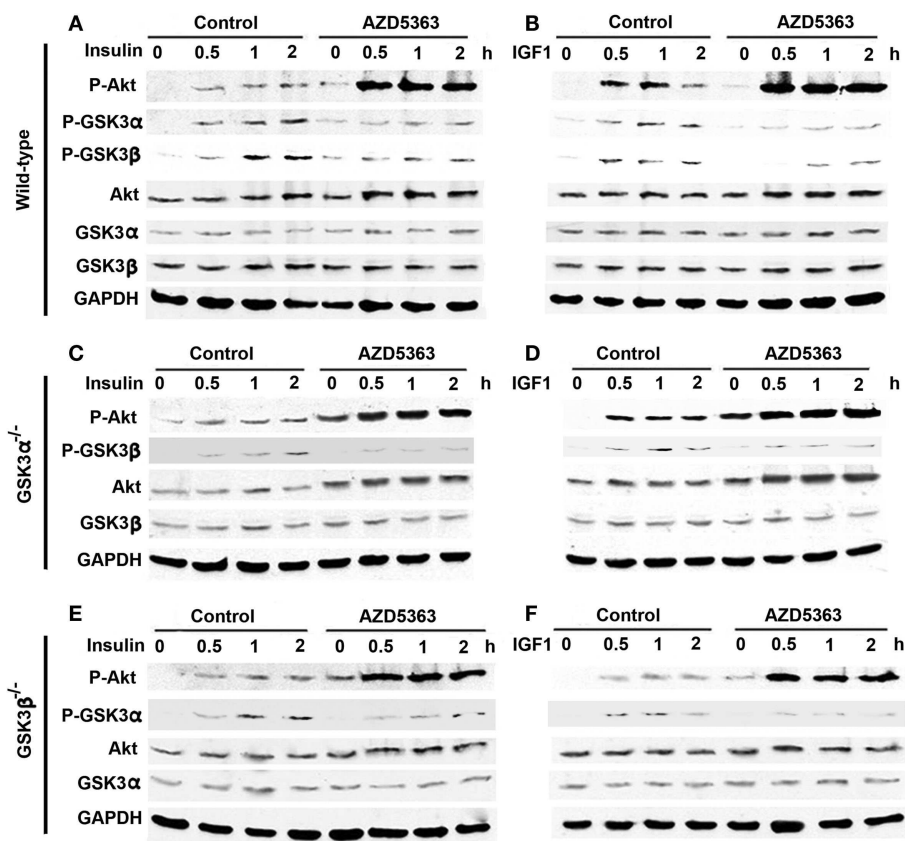 A Control AZD5363
Insulin 0 0.5 1 2 0 0.5 1 2 h
B Control AZD5363
IGF1 0 0.5 1 2 0 0.5 1 2 h
Wild-type
P-Akt
P-GSK3α
P-GSK3β
Akt
GSK3α
GSK3β
GAPDH
C Control AZD5363
Insulin 0 0.5 1 2 0 0.5 1 2 h
D Control AZD5363
IGF1 0 0.5 1 2 0 0.5 1 2 h
GSK3α-/-
P-Akt
P-GSK3β
Akt
GSK3β
GAPDH
E Control AZD5363
Insulin 0 0.5 1 2 0 0.5 1 2 h
F Control AZD5363
IGF1 0 0.5 1 2 0 0.5 1 2 h
GSK3β-/-
P-Akt
P-GSK3α
Akt
GSK3α
GAPDH